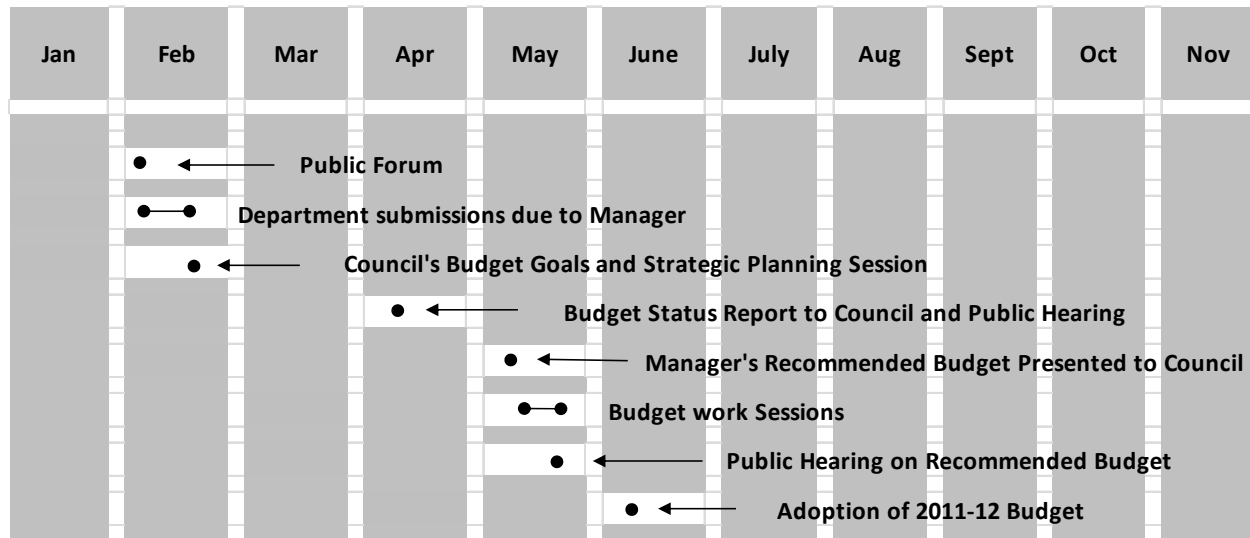 Jan Feb Mar Apr May June July Aug Sept Oct Nov
Public Forum
Department submissions due to Manager
Council's Budget Goals and Strategic Planning Session
Budget Status Report to Council and Public Hearing
Manager's Recommended Budget Presented to Council
Budget work Sessions
Public Hearing on Recommended Budget
Adoption of 2011-12 Budget